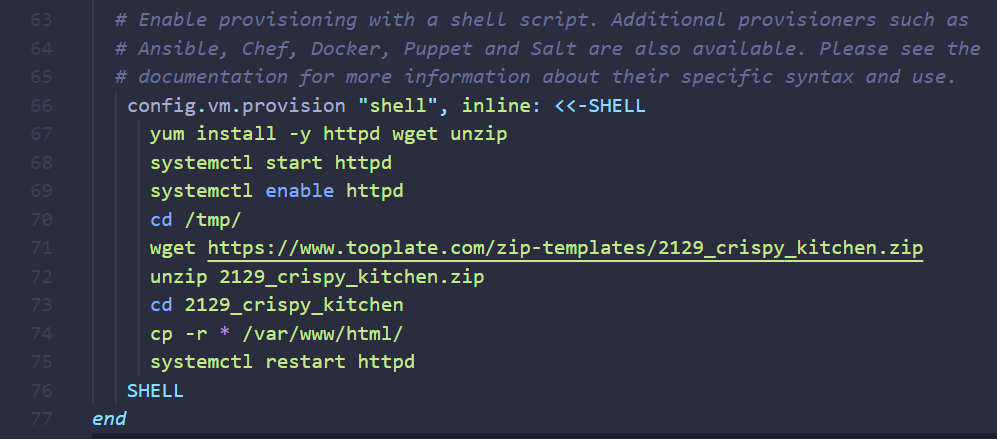 63 # Enable provisioning with a shell script. Additional provisioners such as
64 # Ansible, Chef, Docker, Puppet and Salt are also available. Please see the
65 # documentation for more information about their specific syntax and use.
66 config.vm.provision "shell", inline: <<-SHELL
67 yum install -y httpd wget unzip
68 systemctl start httpd
69 systemctl enable httpd
70 cd /tmp/
71 wget https://www.tooplate.com/zip-templates/2129_crispy_kitchen.zip
72 unzip 2129_crispy_kitchen.zip
73 cd 2129_crispy_kitchen
74 cp -r * /var/www/html/
75 systemctl restart httpd
76 SHELL
77 end